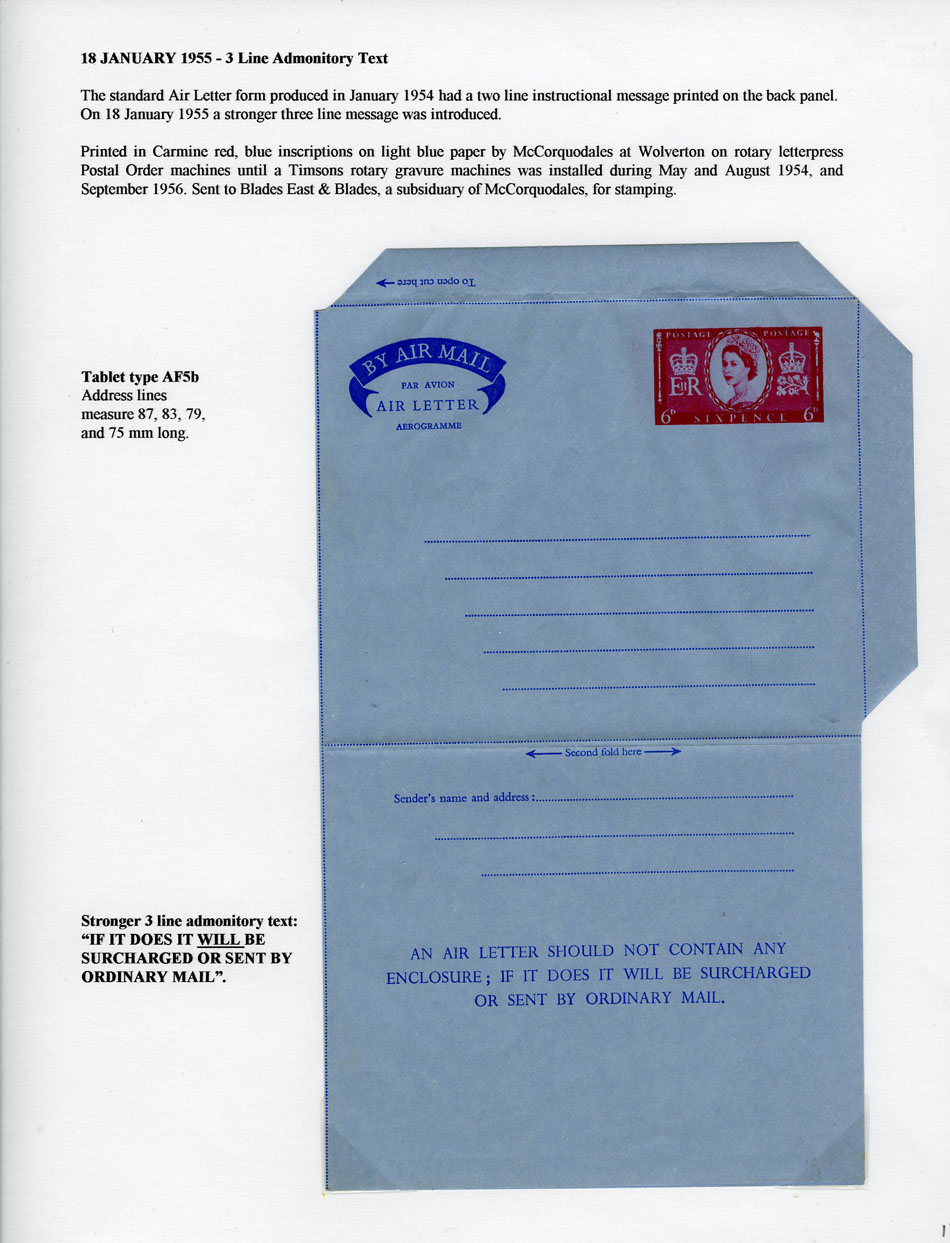 18 JANUARY 1955 - 3 Line Admonitory Text
The standard Air Letter form produced in January 1954 had a two line instructional message printed on the back panel.
On 18 January 1955 a stronger three line message was introduced.
Printed in Carmine red, blue inscriptions on light blue paper by McCorquodales at Wolverton on rotary letterpress
Postal Order machines until a Timsons rotary gravure machines was installed during May and August 1954, and
September 1956. Sent to Blades East & Blades, a subsiduary of McCorquodales, for stamping.
To open cut here
BY AIR MAIL
PAR AVION
AIR LETTER
AEROGRAMME
POSTAGE POSTAGE
E II R
6D SIXPENCE 6D
Tablet type AF5b
Address lines
measure 87, 83, 79,
and 75 mm long.
Second fold here
Sender's name and address :
Stronger 3 line admonitory text:
“IF IT DOES IT WILL BE
SURCHARGED OR SENT BY
ORDINARY MAIL”.
AN AIR LETTER SHOULD NOT CONTAIN ANY
ENCLOSURE; IF IT DOES IT WILL BE SURCHARGED
OR SENT BY ORDINARY MAIL.
1